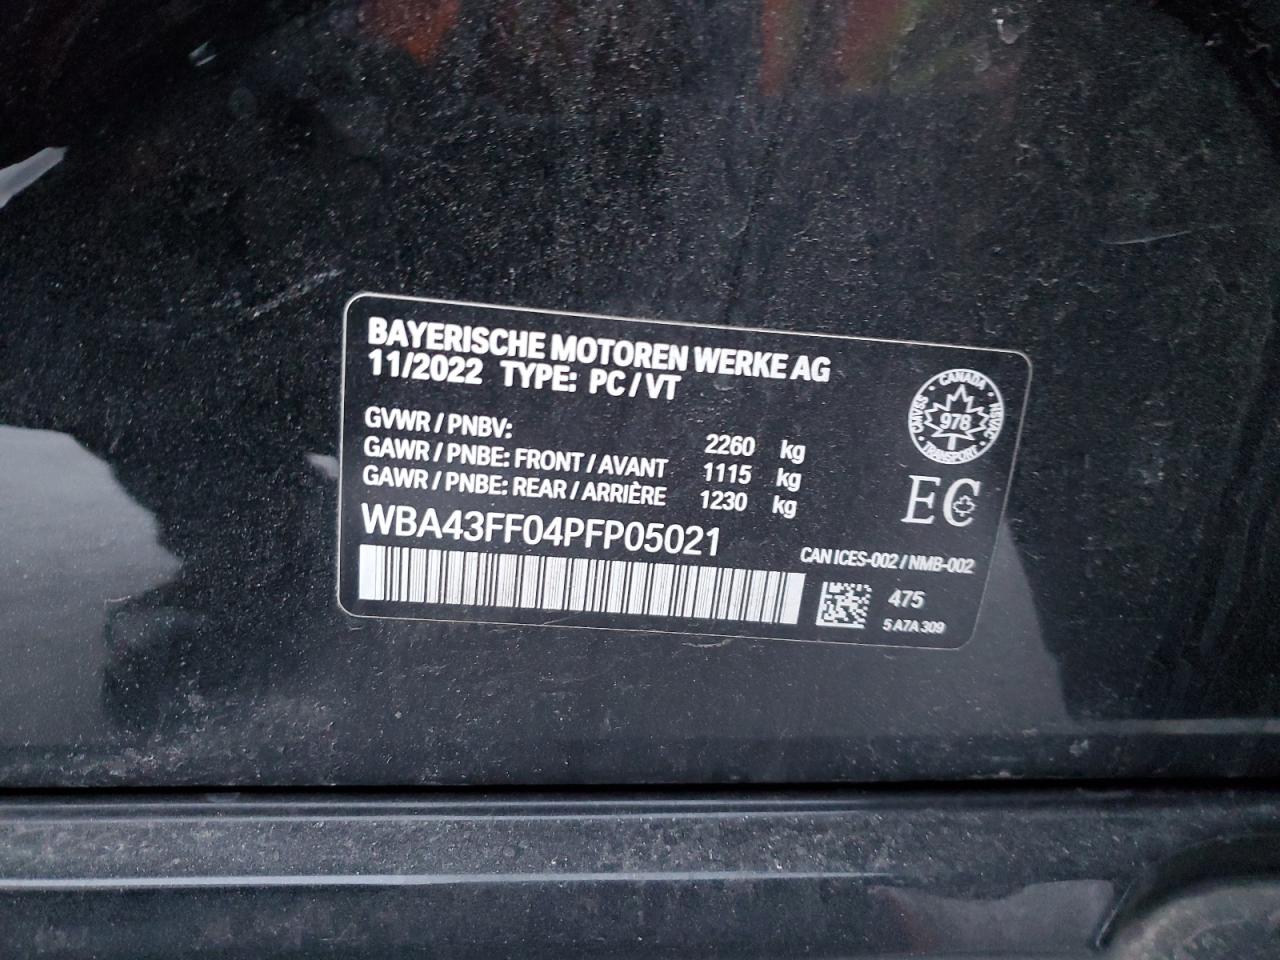 BAYERISCHE MOTOREN WERKE AG
11/2022 TYPE: PC / VT
GVWR / PNBV: 2260 kg
GAWR / PNBE: FRONT / AVANT 1115 kg
GAWR / PNBE: REAR / ARRIÈRE 1230 kg
WBA43FF04PFP05021
CANADA
CMVSS 978 NSVAC
TRANSPORT
EC
CAN ICES-002 / NMB-002
475
5 A7A 309